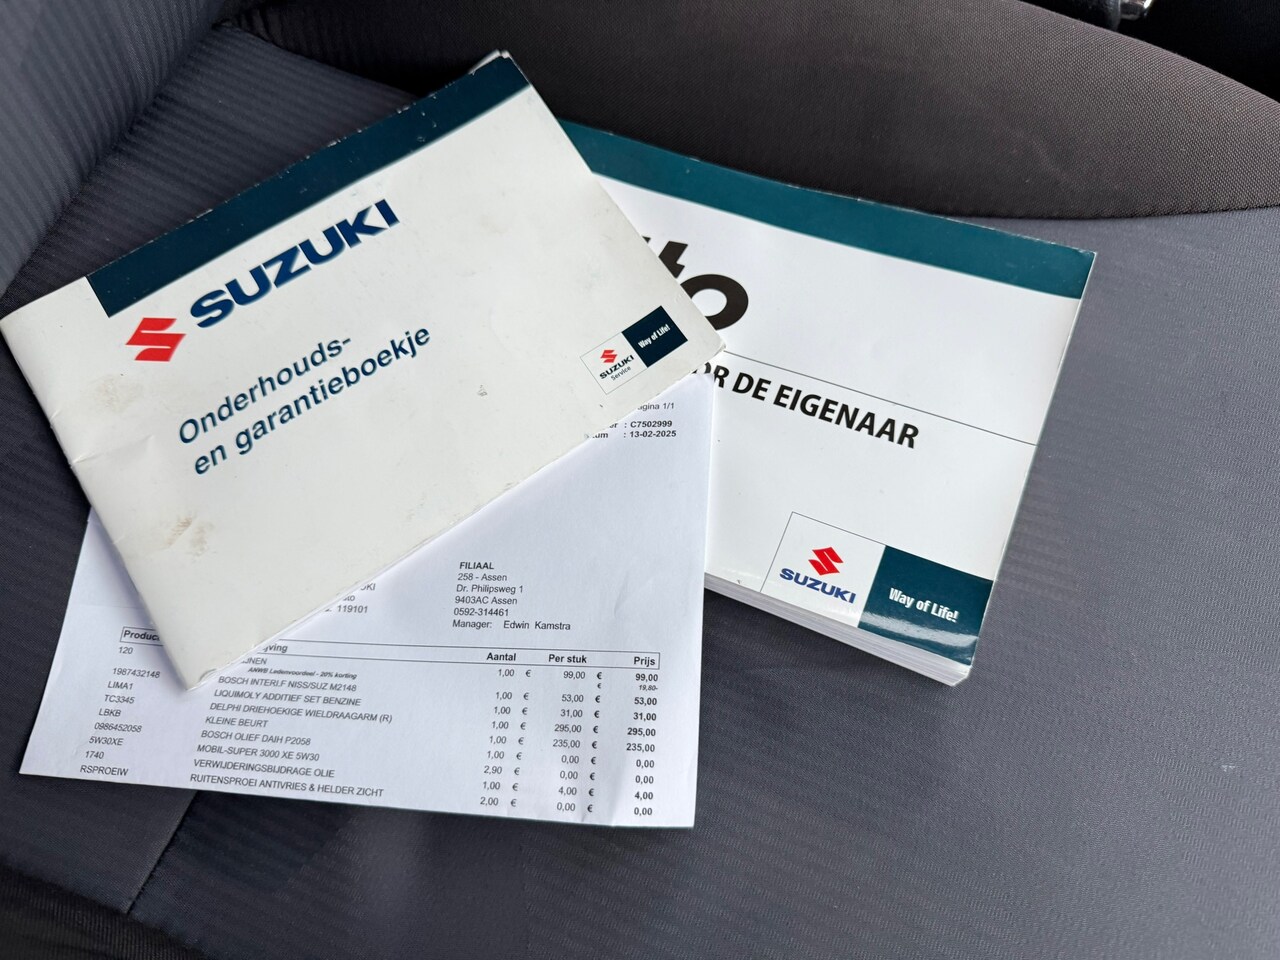 SUZUKI
Onderhouds-
en garantieboekje
SUZUKI
Service
Way of Life!
DE EIGENAAR
SUZUKI
Way of Life!
1/1
: C7502999
: 13-02-2025
FILIAAL
258 - Assen
Dr. Philipsweg 1
9403AC Assen
0592-314461
Manager: Edwin Kamstra
119101
Aantal Per stuk Prijs
120 1,00 € 99,00 € 99,00
ANWB Ledenvoordeel - 20% korting € 19,80-
1987432148 BOSCH INTERI.F NISS/SUZ M2148 1,00 € 53,00 € 53,00
LIMA1 LIQUIMOLY ADDITIEF SET BENZINE 1,00 € 31,00 € 31,00
TC3345 DELPHI DRIEHOEKIGE WIELDRAAGARM (R) 1,00 € 295,00 € 295,00
LBKB KLEINE BEURT 1,00 € 235,00 € 235,00
0986452058 BOSCH OLIEF DAIH P2058 1,00 € 0,00 € 0,00
5W30XE MOBIL-SUPER 3000 XE 5W30 2,90 € 0,00 € 0,00
1740 VERWIJDERINGSBIJDRAGE OLIE 1,00 € 4,00 € 4,00
RSPROEIW RUITENSPROEI ANTIVRIES & HELDER ZICHT 2,00 € 0,00 € 0,00